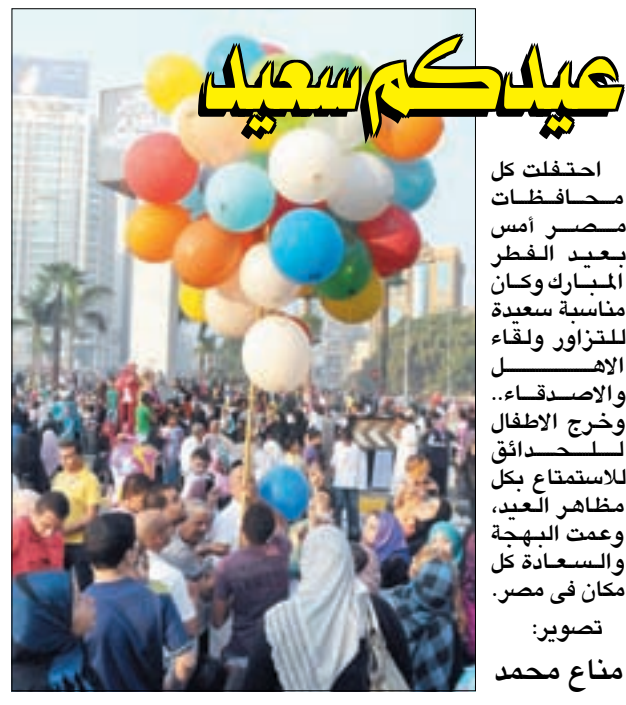 عيدكم سعيد
احتفلت كل
محافظات
مصر أمس
بعيد الفطر
المبارك وكان
مناسبة سعيدة
للتزاور ولقاء
الاهل
والاصدقاء..
وخرج الاطفال
للحدائق
للاستمتاع بكل
مظاهر العيد،
وعمت البهجة
والسعادة كل
مكان فى مصر.
تصوير:
مناع محمد